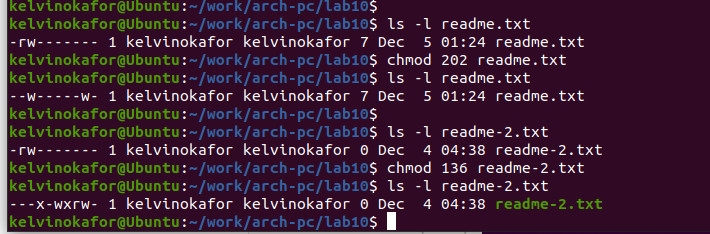 kelvinokafor@Ubuntu:~/work/arch-pc/lab10$
kelvinokafor@Ubuntu:~/work/arch-pc/lab10$ ls -l readme.txt
-rw------- 1 kelvinokafor kelvinokafor 7 Dec  5 01:24 readme.txt
kelvinokafor@Ubuntu:~/work/arch-pc/lab10$ chmod 202 readme.txt
kelvinokafor@Ubuntu:~/work/arch-pc/lab10$ ls -l readme.txt
--w-----w- 1 kelvinokafor kelvinokafor 7 Dec  5 01:24 readme.txt
kelvinokafor@Ubuntu:~/work/arch-pc/lab10$
kelvinokafor@Ubuntu:~/work/arch-pc/lab10$ ls -l readme-2.txt
-rw------- 1 kelvinokafor kelvinokafor 0 Dec  4 04:38 readme-2.txt
kelvinokafor@Ubuntu:~/work/arch-pc/lab10$ chmod 136 readme-2.txt
kelvinokafor@Ubuntu:~/work/arch-pc/lab10$ ls -l readme-2.txt
---x-wxrw- 1 kelvinokafor kelvinokafor 0 Dec  4 04:38 readme-2.txt
kelvinokafor@Ubuntu:~/work/arch-pc/lab10$